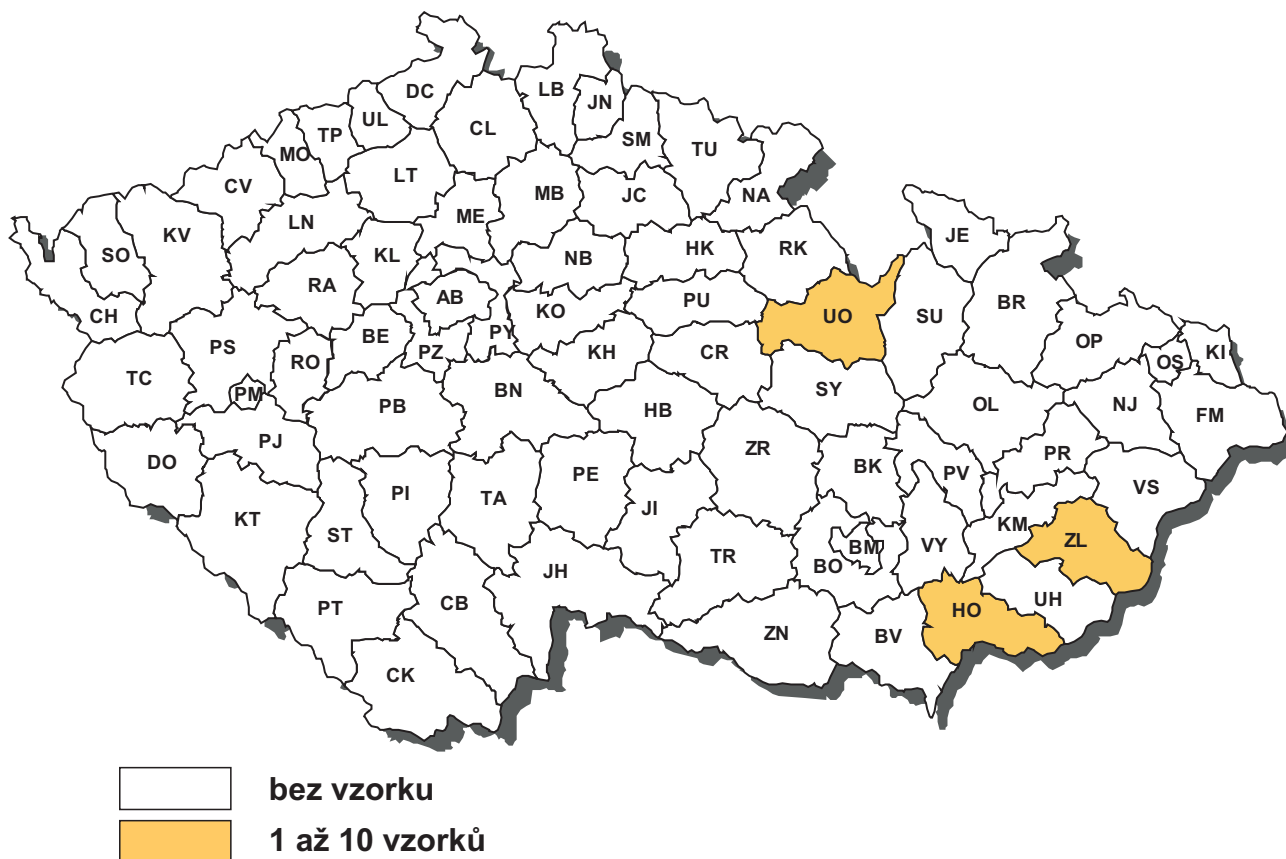 DC
LB
JN
UL
TP
CL
SM
TU
MO
LT
CV
MB
JC
NA
ME
LN
KV
SO
KL
NB
HK
RK
JE
RA
AB
PU
BR
CH
KO
UO
SU
BE
PY
PS
RO
PZ
KH
CR
OP
OS
KI
TC
PM
BN
SY
PB
HB
OL
NJ
FM
PJ
DO
ZR
PR
PE
BK
PV
VS
PI
TA
JI
KT
ST
KM
BM
VY
ZL
TR
BO
JH
CB
PT
HO
UH
ZN
BV
CK
bez vzorku
1 až 10 vzorků